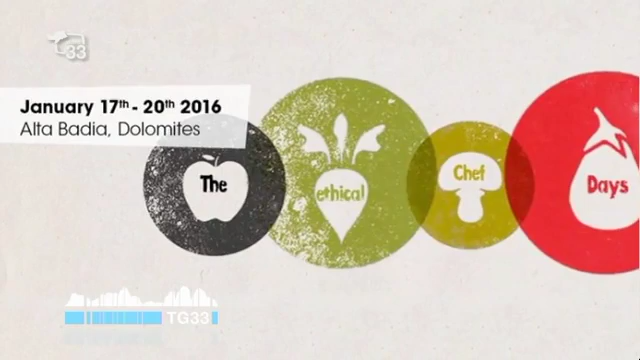 33
January 17th - 20th 2016
Alta Badia, Dolomites
The ethical Chef Days
TG33